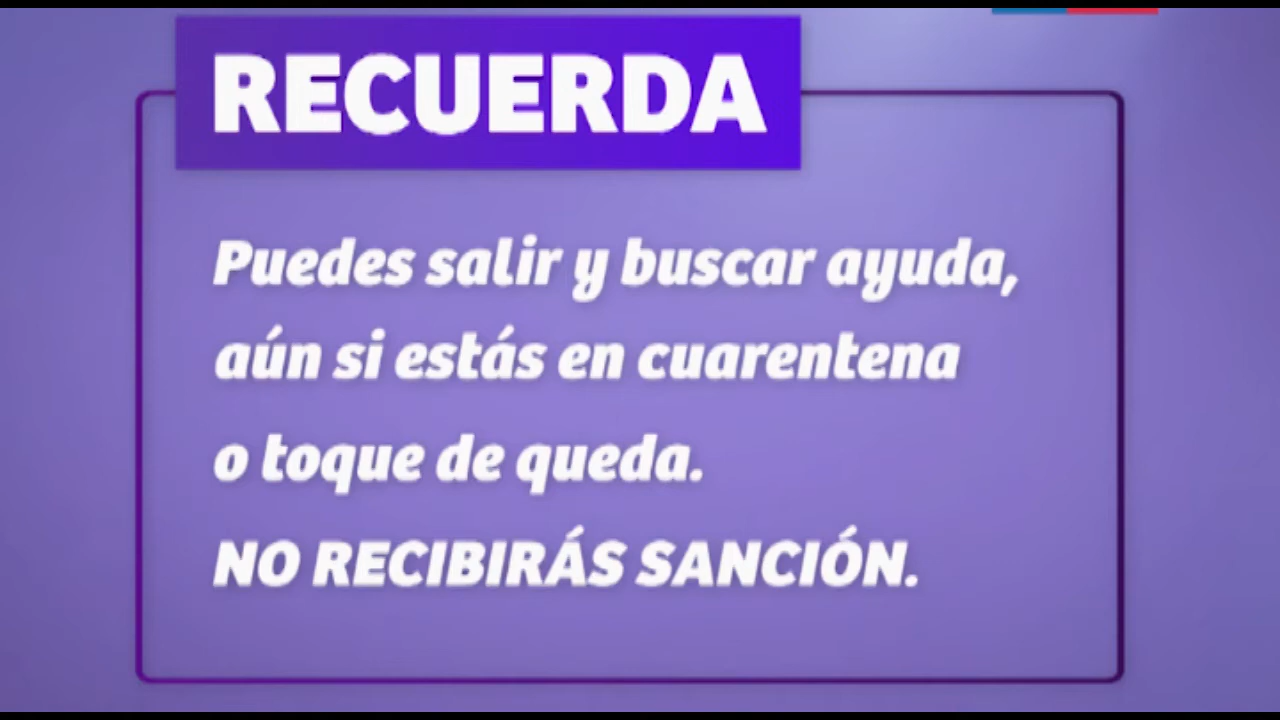 RECUERDA
Puedes salir y buscar ayuda,
aún si estás en cuarentena
o toque de queda.
NO RECIBIRÁS SANCIÓN.